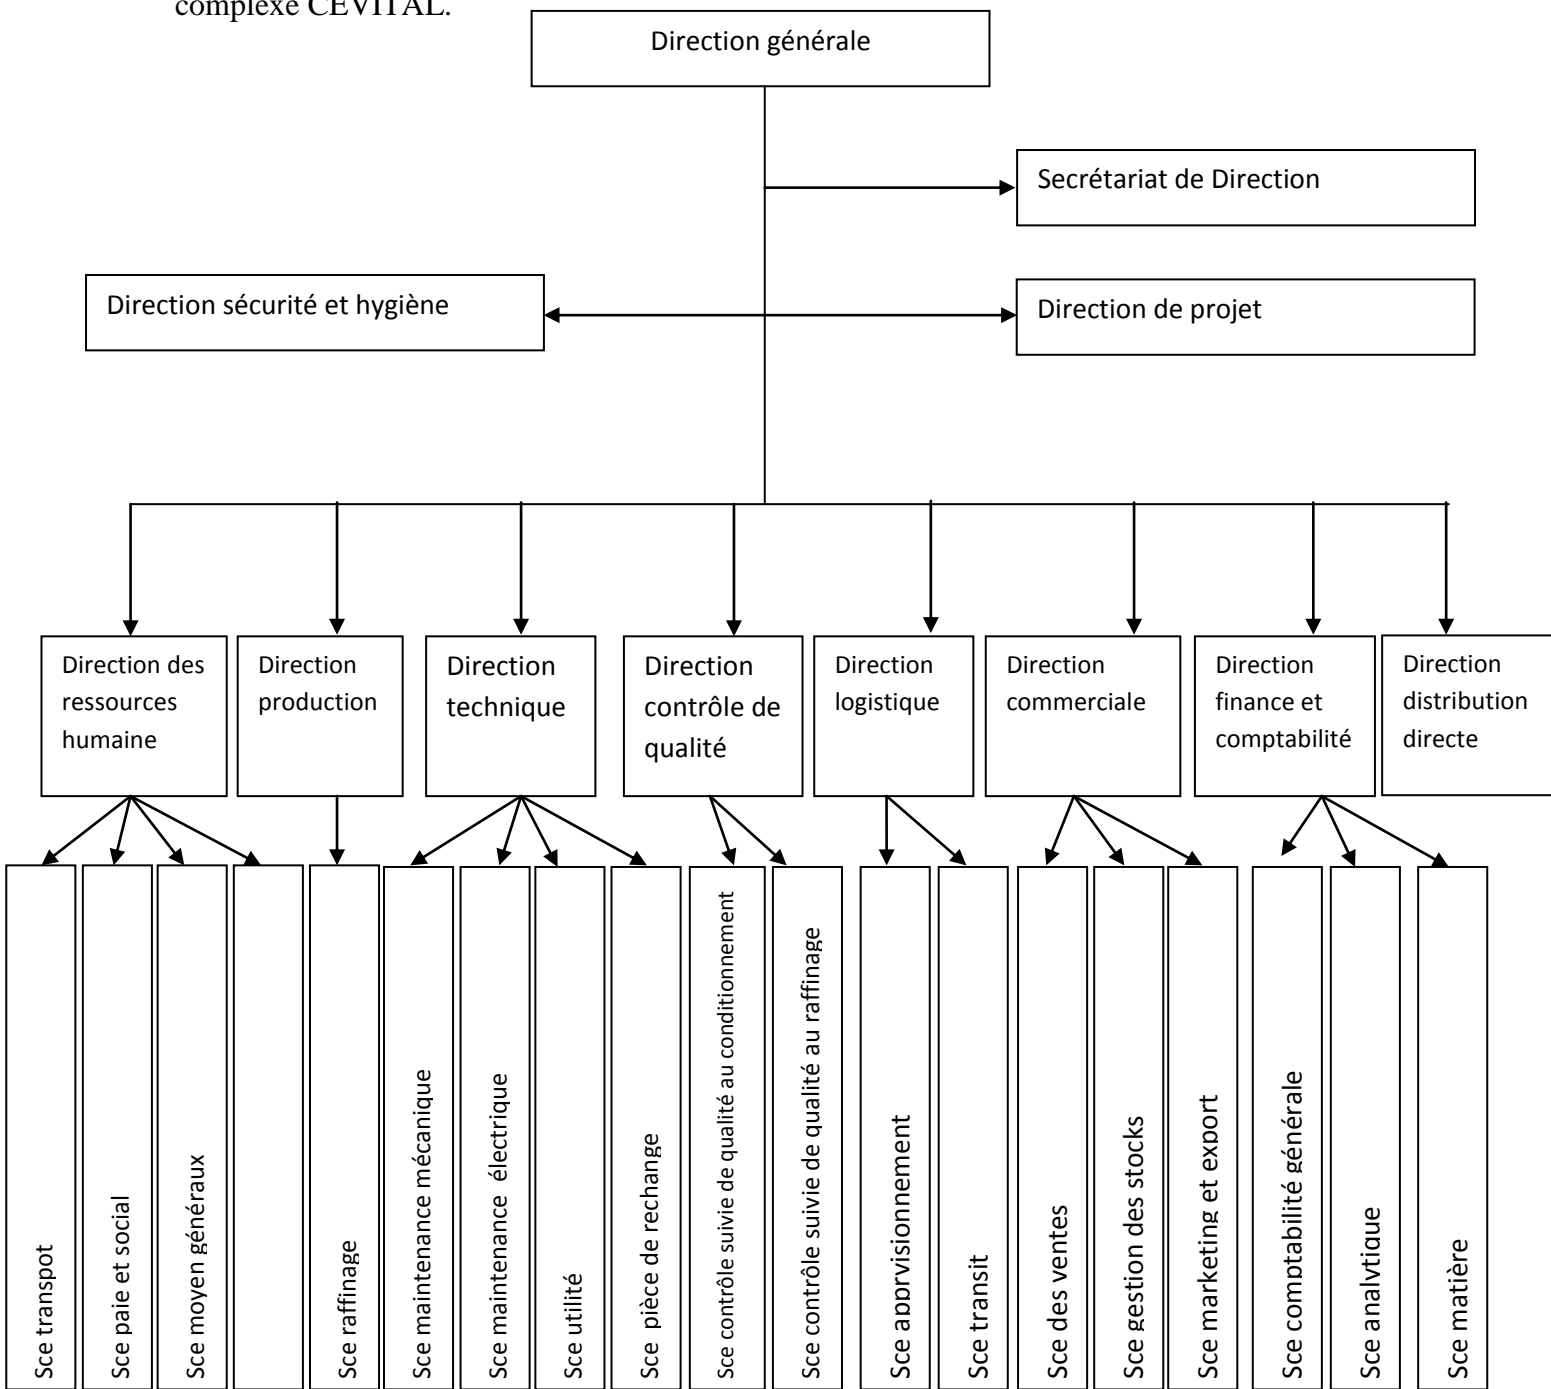 complexe CEVITAL.
Direction générale
Secrétariat de Direction
Direction sécurité et hygiène
Direction de projet
Direction des
ressources
humaine
Direction
production
Direction
technique
Direction
contrôle de
qualité
Direction
logistique
Direction
commerciale
Direction
finance et
comptabilité
Direction
distribution
directe
Sce transpot
Sce paie et social
Sce moyen généraux
Sce raffinage
Sce maintenance mécanique
Sce maintenance électrique
Sce utilité
Sce pièce de rechange
Sce contrôle suivie de qualité au conditionnement
Sce contrôle suivie de qualité au raffinage
Sce apprvisionnement
Sce transit
Sce des ventes
Sce gestion des stocks
Sce marketing et export
Sce comptabilité générale
Sce analytique
Sce matière